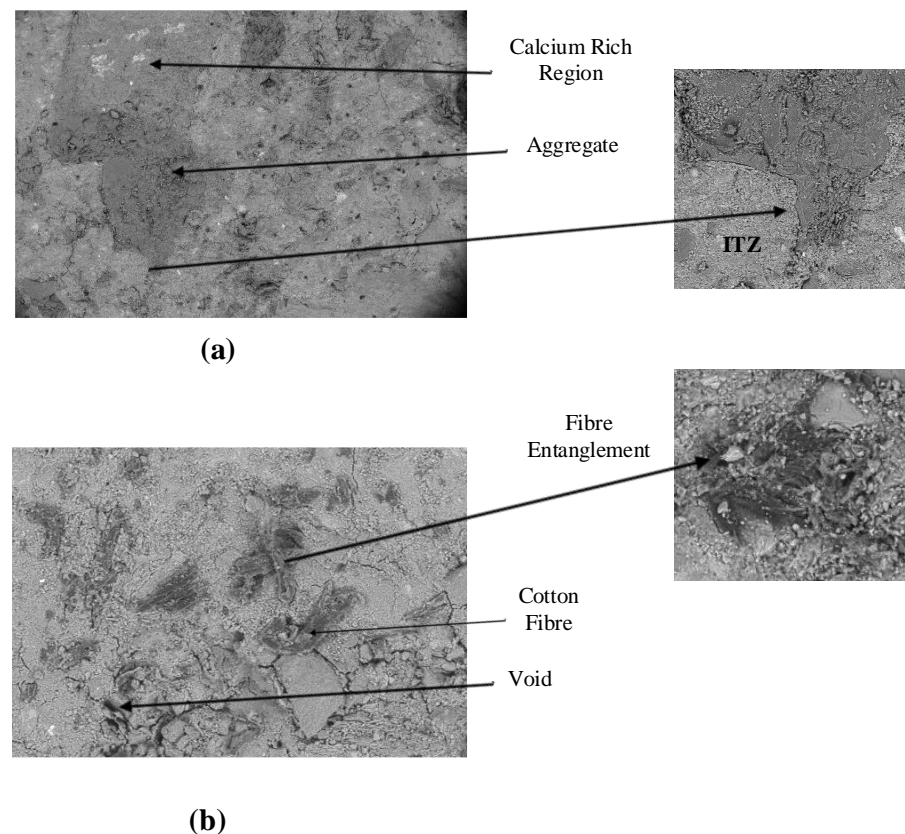 Calcium Rich
Region
Aggregate
ITZ
(a)
Fibre
Entanglement
Cotton
Fibre
Void
(b)